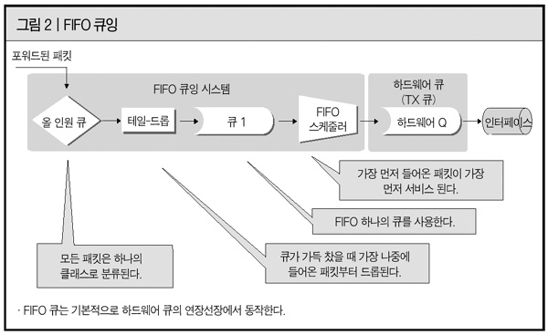 그림 2 | FIFO 큐잉
포워드된 패킷
FIFO 큐잉 시스템
하드웨어 큐
(TX 큐)
올 인원 큐
테일-드롭
큐 1
FIFO
스케줄러
하드웨어 Q
인터페이스
가장 먼저 들어온 패킷이 가장
먼저 서비스 된다.
FIFO 하나의 큐를 사용한다.
모든 패킷은 하나의
클래스로 분류된다.
큐가 가득 찼을 때 가장 나중에
들어온 패킷부터 드롭된다.
· FIFO 큐는 기본적으로 하드웨어 큐의 연장선장에서 동작한다.